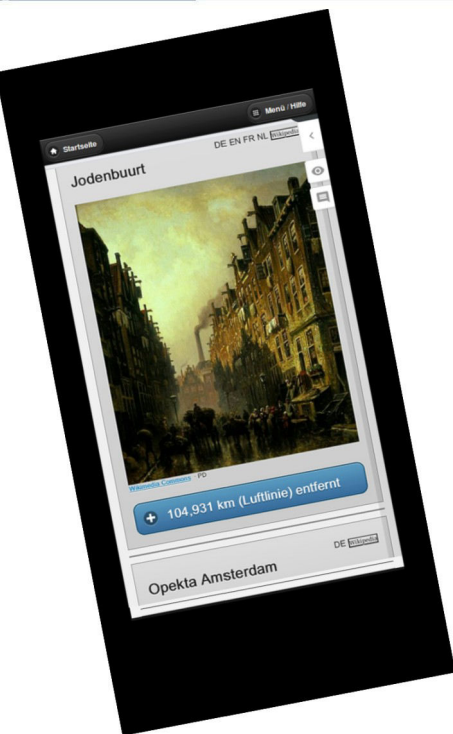 Startseite
Menü / Hilfe
DE EN FR NL Wikipedia
Jodenbuurt
Wikimedia Commons PD
104,931 km (Luftlinie) entfernt
DE Wikipedia
Opekta Amsterdam